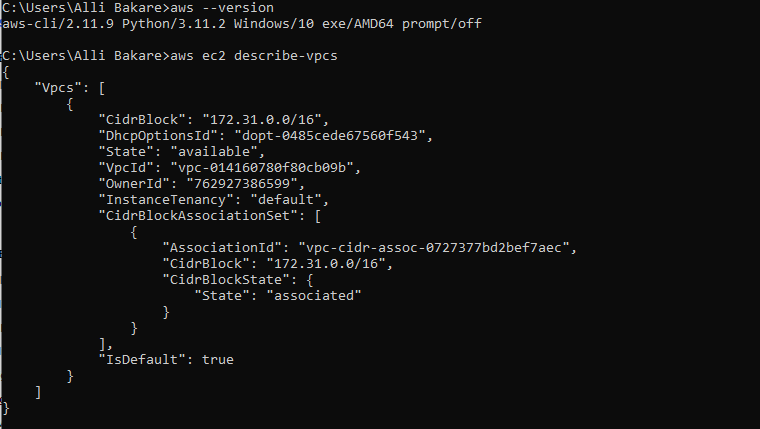 C:\Users\Alli Bakare>aws --version
aws-cli/2.11.9 Python/3.11.2 Windows/10 exe/AMD64 prompt/off
C:\Users\Alli Bakare>aws ec2 describe-vpcs
{
    "Vpcs": [
        {
            "CidrBlock": "172.31.0.0/16",
            "DhcpOptionsId": "dopt-0485cede67560f543",
            "State": "available",
            "VpcId": "vpc-014160780f80cb09b",
            "OwnerId": "762927386599",
            "InstanceTenancy": "default",
            "CidrBlockAssociationSet": [
                {
                    "AssociationId": "vpc-cidr-assoc-0727377bd2bef7aec",
                    "CidrBlock": "172.31.0.0/16",
                    "CidrBlockState": {
                        "State": "associated"
                    }
                }
            ],
            "IsDefault": true
        }
    ]
}